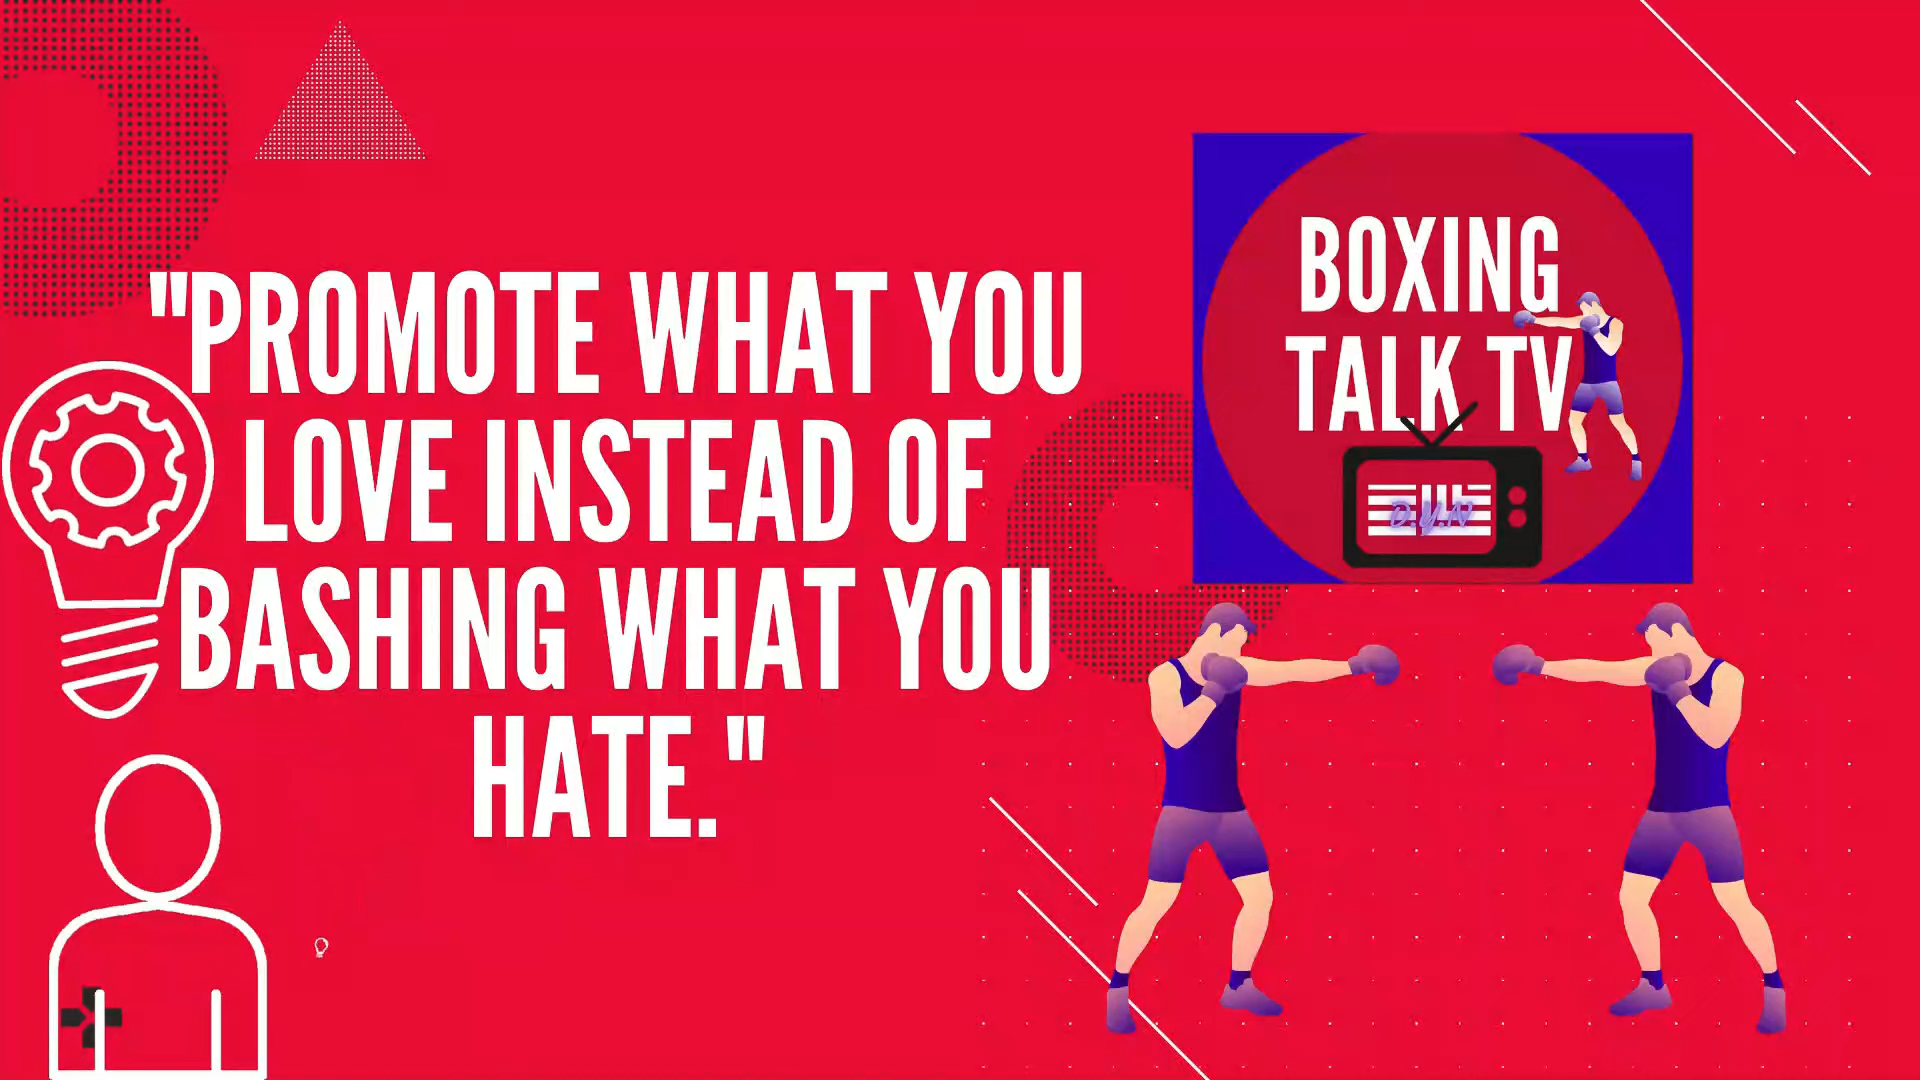 "PROMOTE WHAT YOU
LOVE INSTEAD OF
BASHING WHAT YOU
HATE."
BOXING
TALK TV
D.Y.N